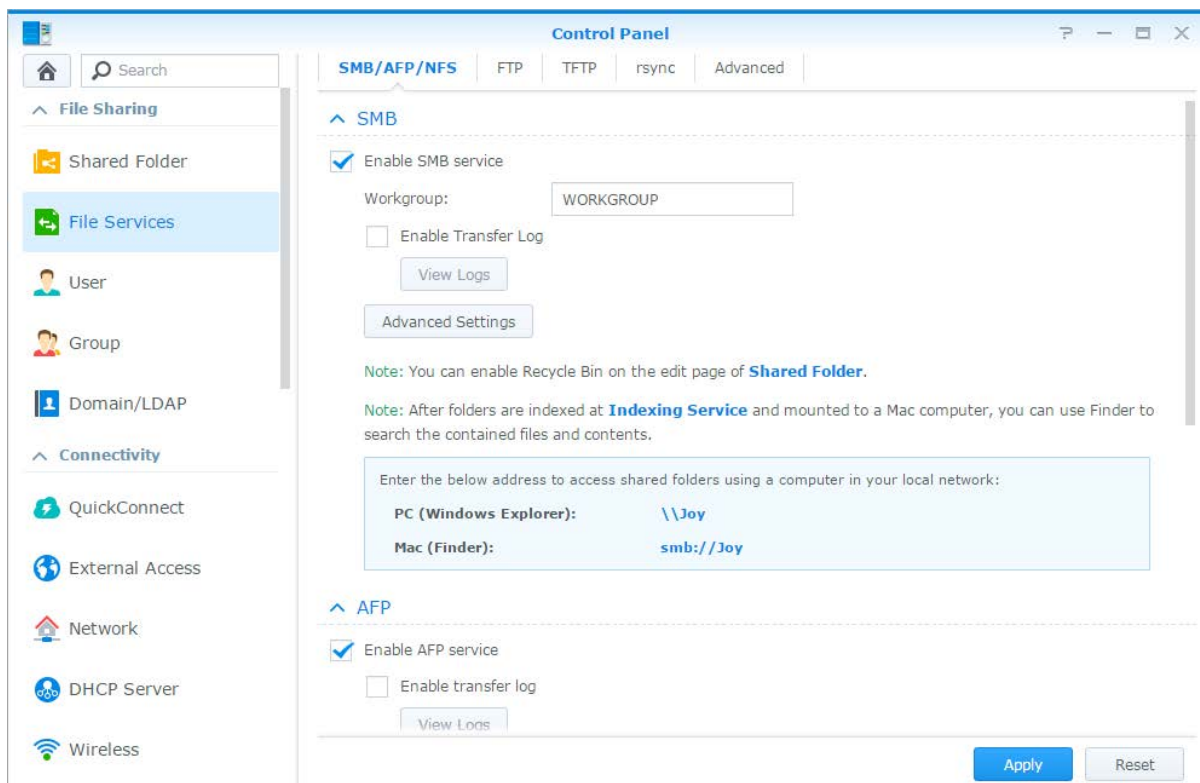 Control Panel
Search
File Sharing
Shared Folder
File Services
User
Group
Domain/LDAP
Connectivity
QuickConnect
External Access
Network
DHCP Server
Wireless
SMB/AFP/NFS FTP TFTP rsync Advanced
SMB
Enable SMB service
Workgroup: WORKGROUP
Enable Transfer Log
View Logs
Advanced Settings
Note: You can enable Recycle Bin on the edit page of Shared Folder.
Note: After folders are indexed at Indexing Service and mounted to a Mac computer, you can use Finder to
search the contained files and contents.
Enter the below address to access shared folders using a computer in your local network:
PC (Windows Explorer): \\Joy
Mac (Finder): smb://Joy
AFP
Enable AFP service
Enable transfer log
View Logs
Apply Reset